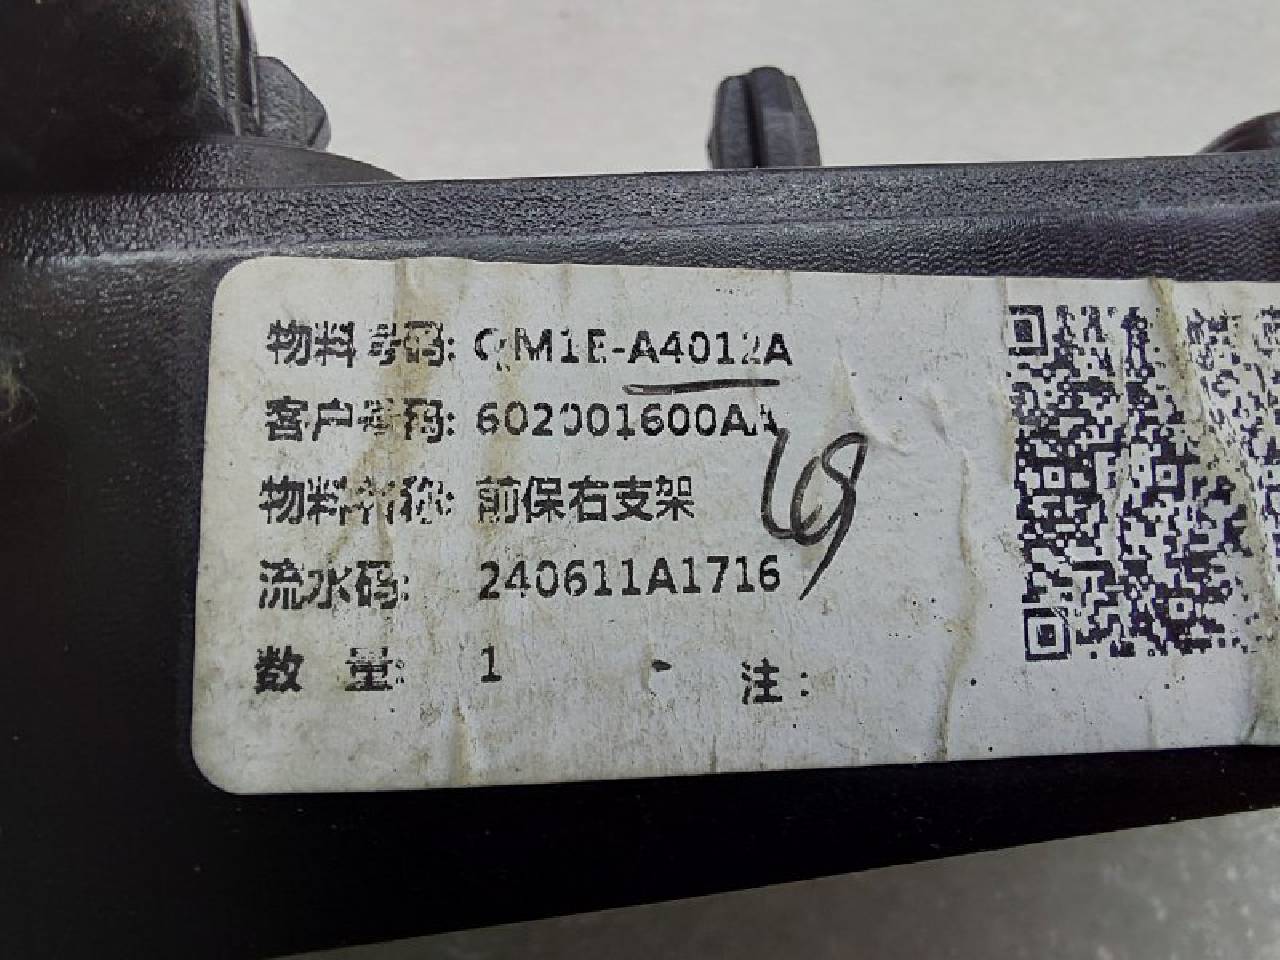 物料号码: QM1E-A4012A
客户号码: 602001600AA
物料名称: 前保右支架
流水码: 240611A1716
数 量: 1 注: